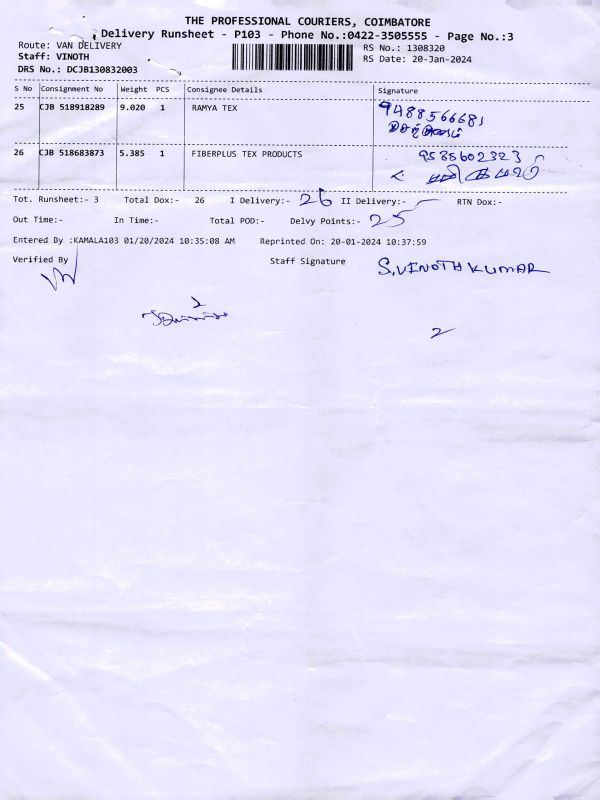 THE PROFESSIONAL COURIERS, COIMBATORE
Delivery Runsheet - P103 - Phone No.:0422-3505555 - Page No.:3
Route: VAN DELIVERY RS No.: 1308320
Staff: VINOTH RS Date: 20-Jan-2024
DRS No.: DCJB130832003
S No Consignment No Weight PCS Consignee Details Signature
25 CJB 518918289 9.020 1 RAMYA TEX 9488566681
26 CJB 518683873 5.385 1 FIBERPLUS TEX PRODUCTS 9588602323
Tot. Runsheet:- 3 Total Dox:- 26 I Delivery:- 26 II Delivery:- RTN Dox:-
Out Time:- In Time:- Total POD:- Delvy Points:- 25
Entered By :KAMALA103 01/20/2024 10:35:08 AM Reprinted On: 20-01-2024 10:37:59
Verified By Staff Signature S.VINOTH KUMAR
2